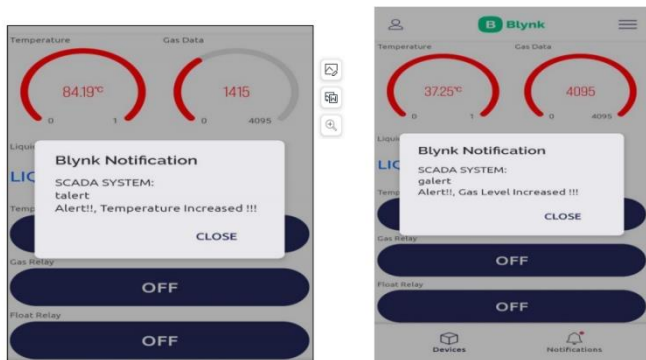 Temperature
Gas Data
84.19°C
1415
0
1
0
4095
Liquid
Blynk Notification
SCADA SYSTEM:
talert
Alert!!, Temperature Increased !!!
CLOSE
Gas Relay
OFF
Float Relay
OFF
B Blynk
Temperature
Gas Data
37.25°C
4095
0
1
0
4095
Blynk Notification
SCADA SYSTEM:
galert
Alert!!, Gas Level Increased !!!
CLOSE
Gas Relay
OFF
Float Relay
OFF
Devices
Notifications